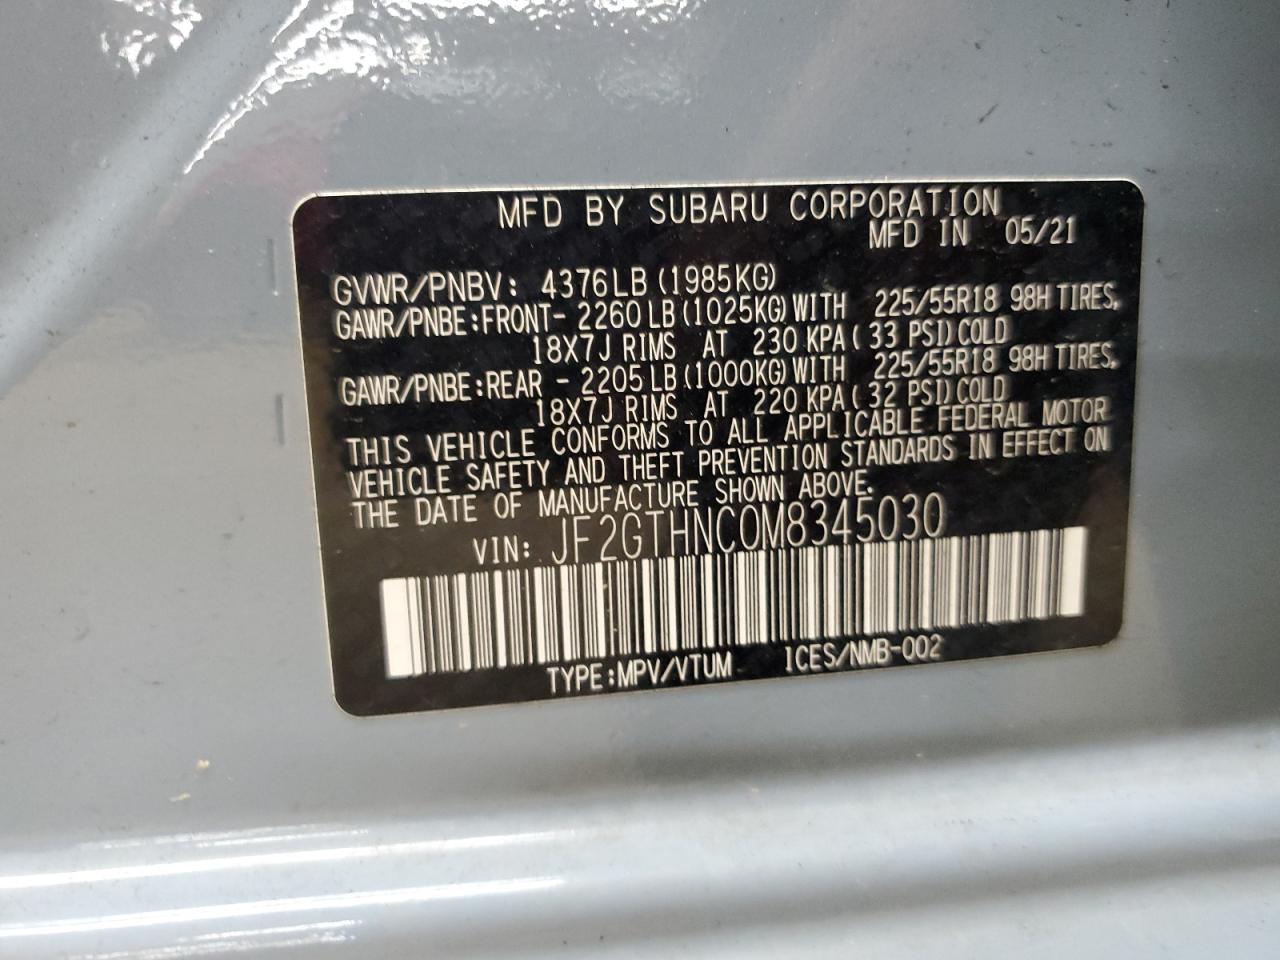 MFD BY SUBARU CORPORATION
MFD IN 05/21
GVWR/PNBV: 4376LB (1985KG)
GAWR/PNBE:FRONT- 2260 LB (1025KG) WITH 225/55R18 98H TIRES,
18X7J RIMS AT 230 KPA ( 33 PSI) COLD
GAWR/PNBE:REAR - 2205 LB (1000KG) WITH 225/55R18 98H TIRES,
18X7J RIMS AT 220 KPA ( 32 PSI) COLD
THIS VEHICLE CONFORMS TO ALL APPLICABLE FEDERAL MOTOR
VEHICLE SAFETY AND THEFT PREVENTION STANDARDS IN EFFECT ON
THE DATE OF MANUFACTURE SHOWN ABOVE.
VIN: JF2GTHNC0M8345030
TYPE:MPV/VTUM ICES/NMB-002